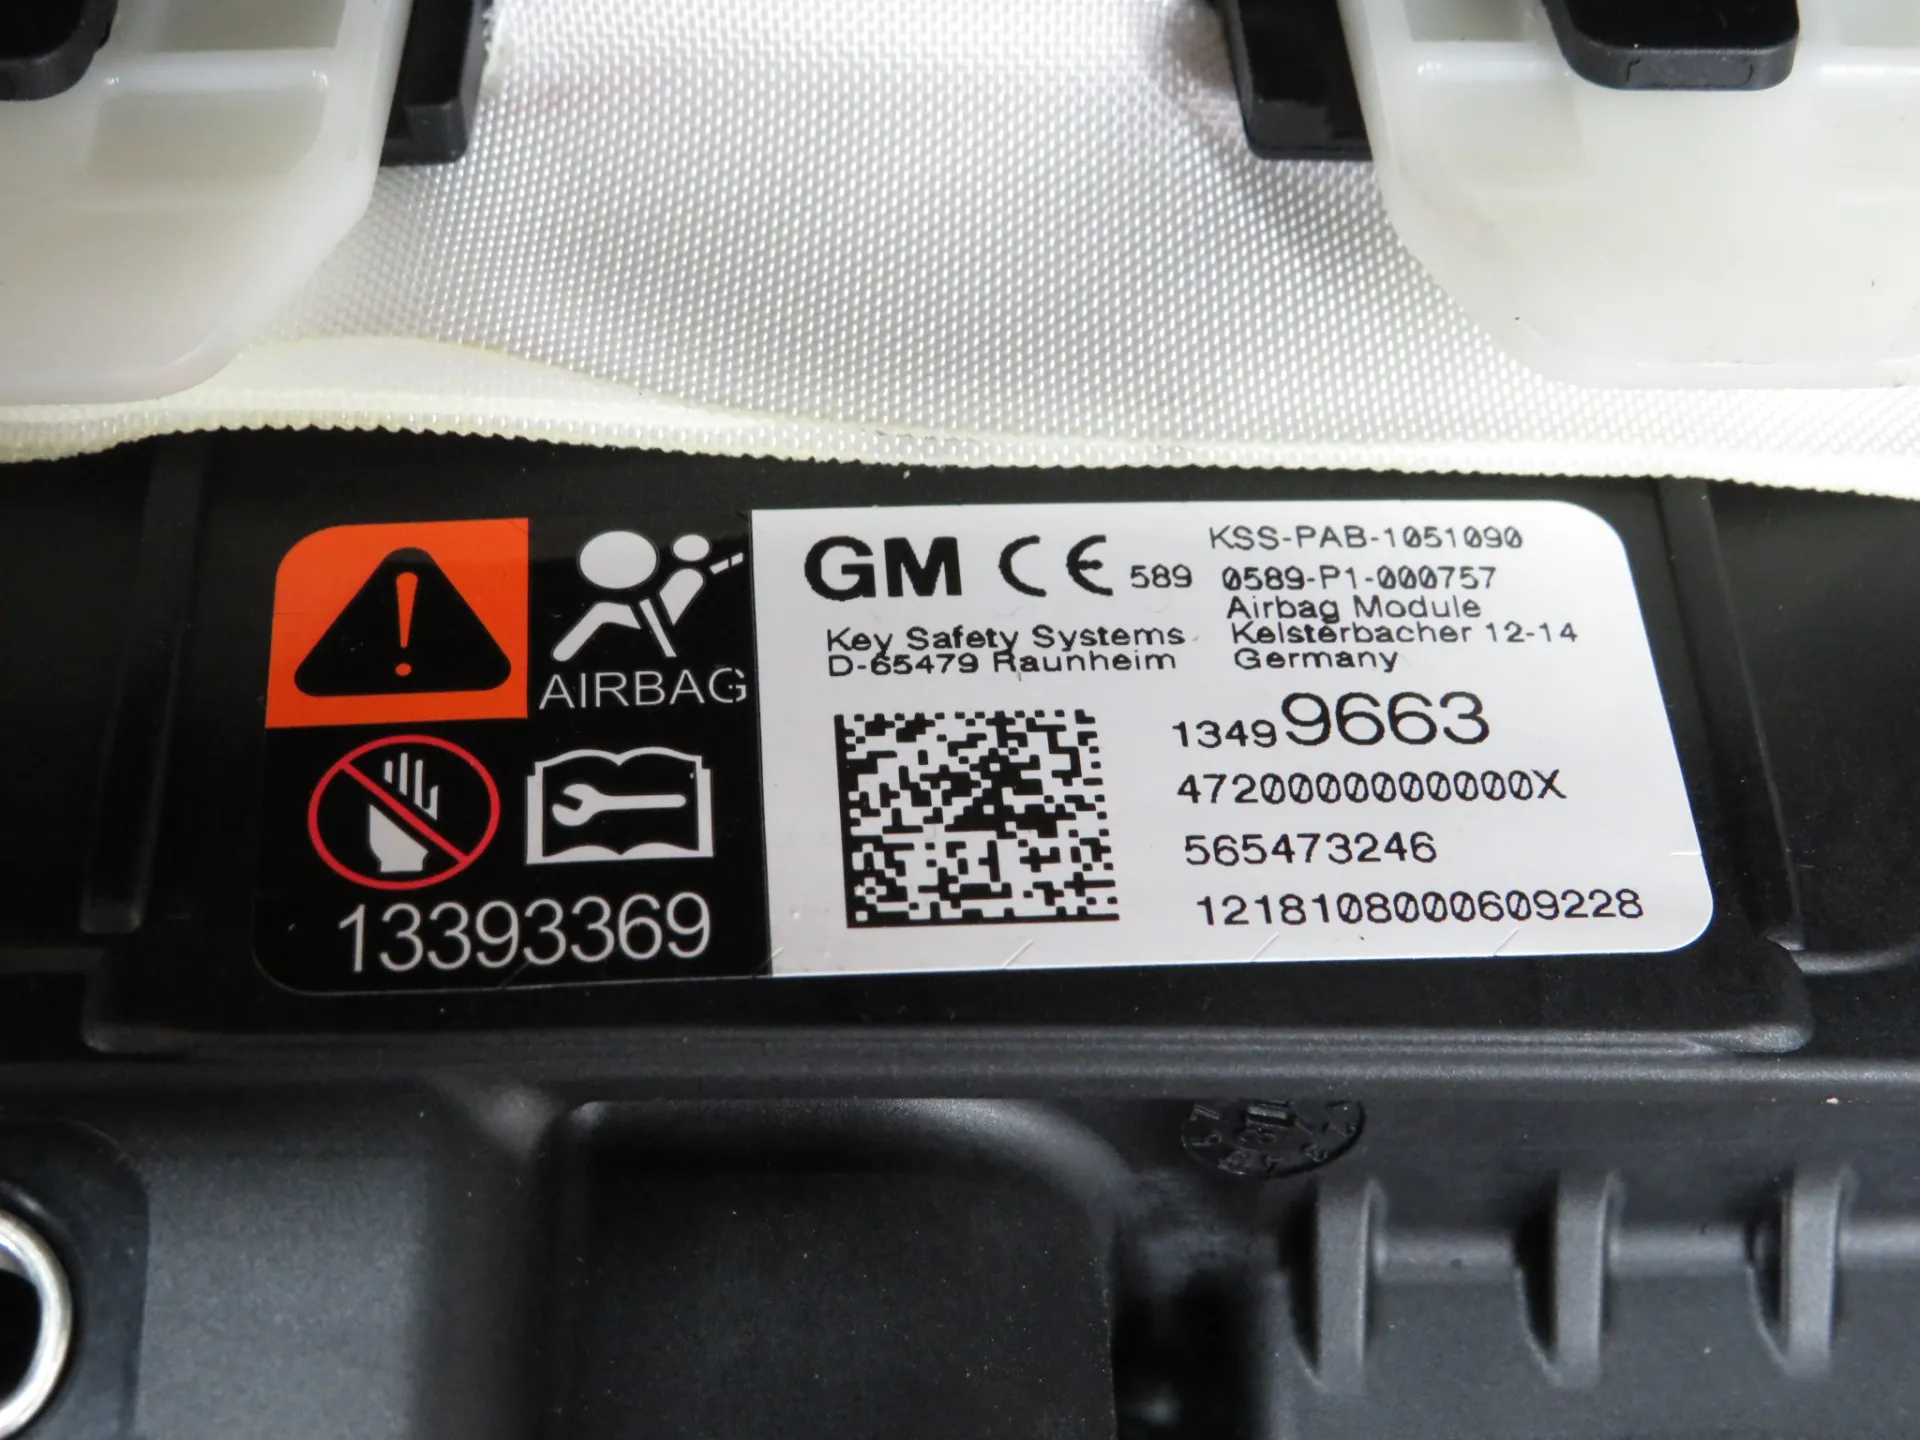 AIRBAG
13393369
GM CE 589
KSS-PAB-1051090
0589-P1-000757
Key Safety Systems
D-65479 Raunheim
Airbag Module
Kelsterbacher 12-14
Germany
13499663
472000000000000X
565473246
1218108000609228